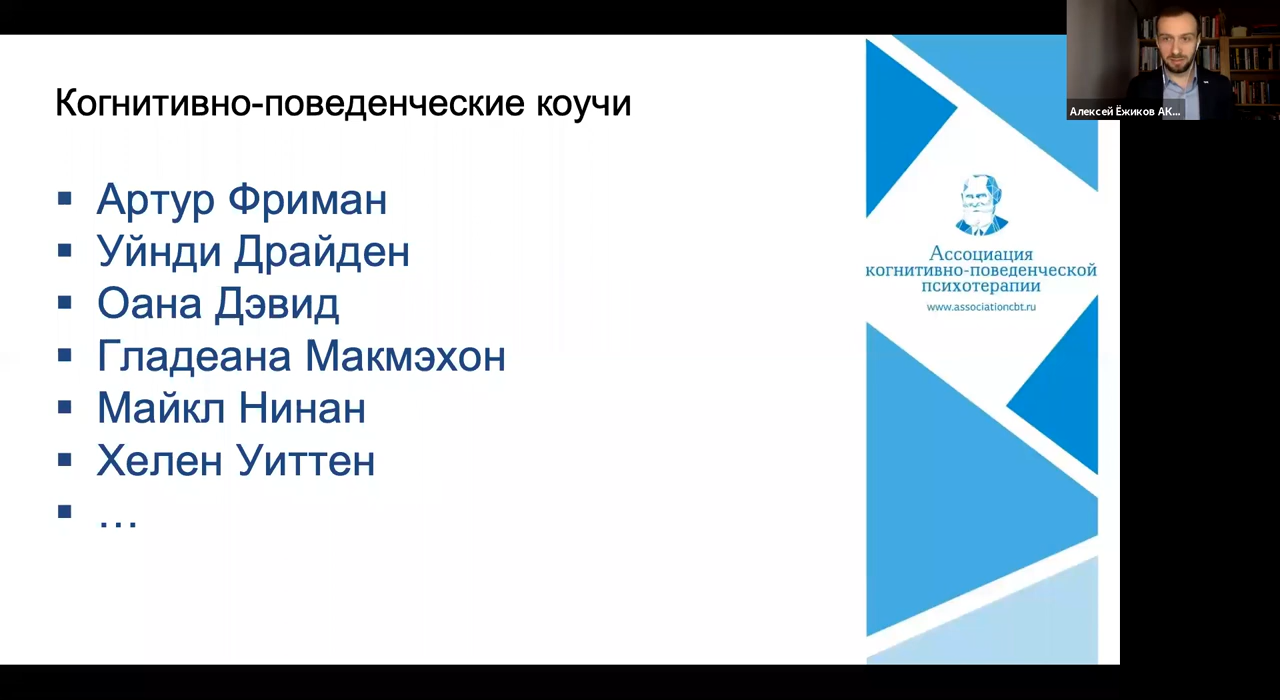 Когнитивно-поведенческие коучи
Артур Фриман
Уйнди Драйден
Оана Дэвид
Гладеана Макмэхон
Майкл Нинан
Хелен Уиттен
...
Ассоциация
когнитивно-поведенческой
психотерапии
www.associationcbt.ru
Алексей Ёжиков АК...